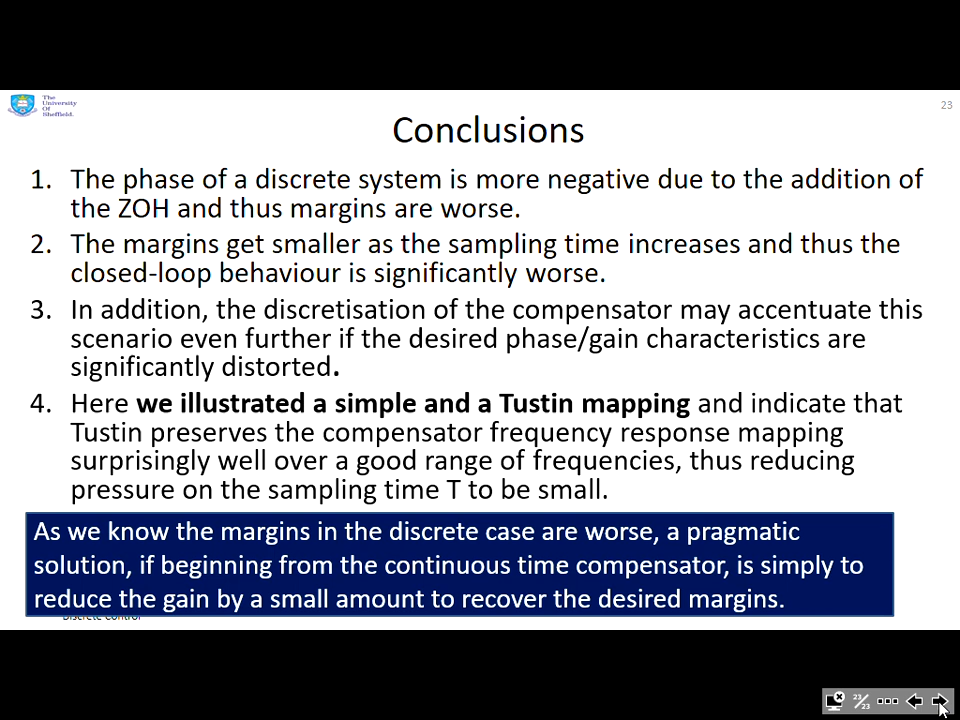 The
University
Of
Sheffield.
23
Conclusions
1. The phase of a discrete system is more negative due to the addition of
the ZOH and thus margins are worse.
2. The margins get smaller as the sampling time increases and thus the
closed-loop behaviour is significantly worse.
3. In addition, the discretisation of the compensator may accentuate this
scenario even further if the desired phase/gain characteristics are
significantly distorted.
4. Here we illustrated a simple and a Tustin mapping and indicate that
Tustin preserves the compensator frequency response mapping
surprisingly well over a good range of frequencies, thus reducing
pressure on the sampling time T to be small.
As we know the margins in the discrete case are worse, a pragmatic
solution, if beginning from the continuous time compensator, is simply to
reduce the gain by a small amount to recover the desired margins.
Discrete Control
23/23